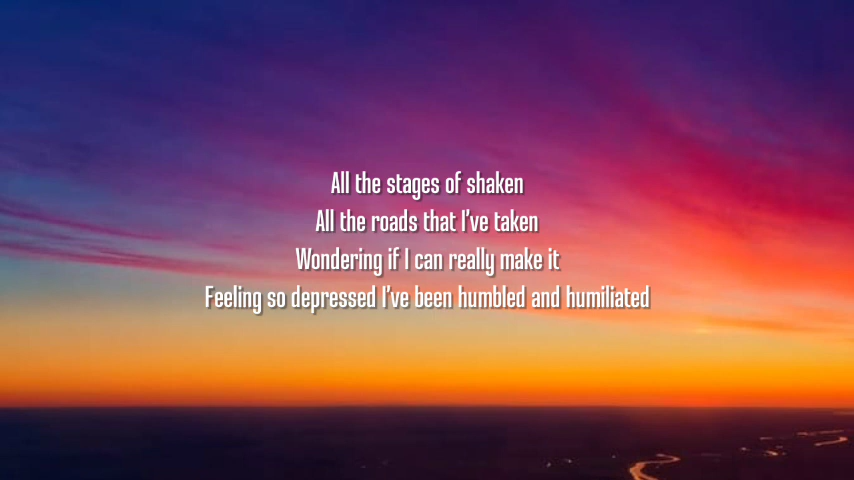 All the stages of shaken
All the roads that I've taken
Wondering if I can really make it
Feeling so depressed I've been humbled and humiliated